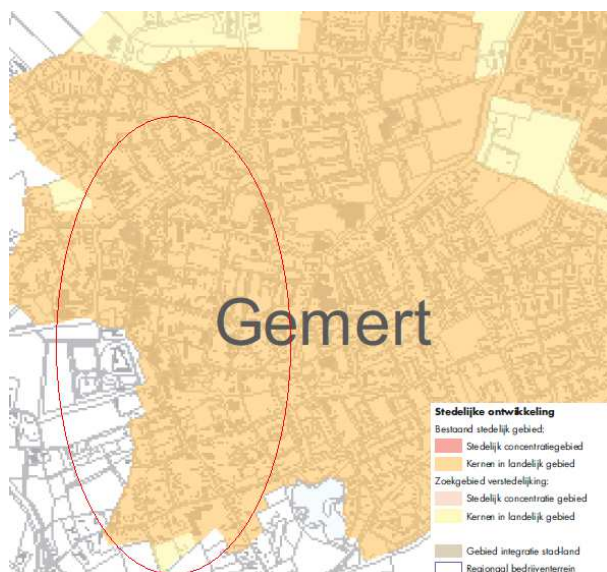 Gemert
Stedelijke ontwikkeling
Bestaand stedelijk gebied:
Stedelijk concentratiegebied
Kernen in landelijk gebied
Zoekgebied verstedelijking:
Stedelijk concentratie gebied
Kernen in landelijk gebied
Gebied integratie stad-land
Regionaal bedrijventerrein